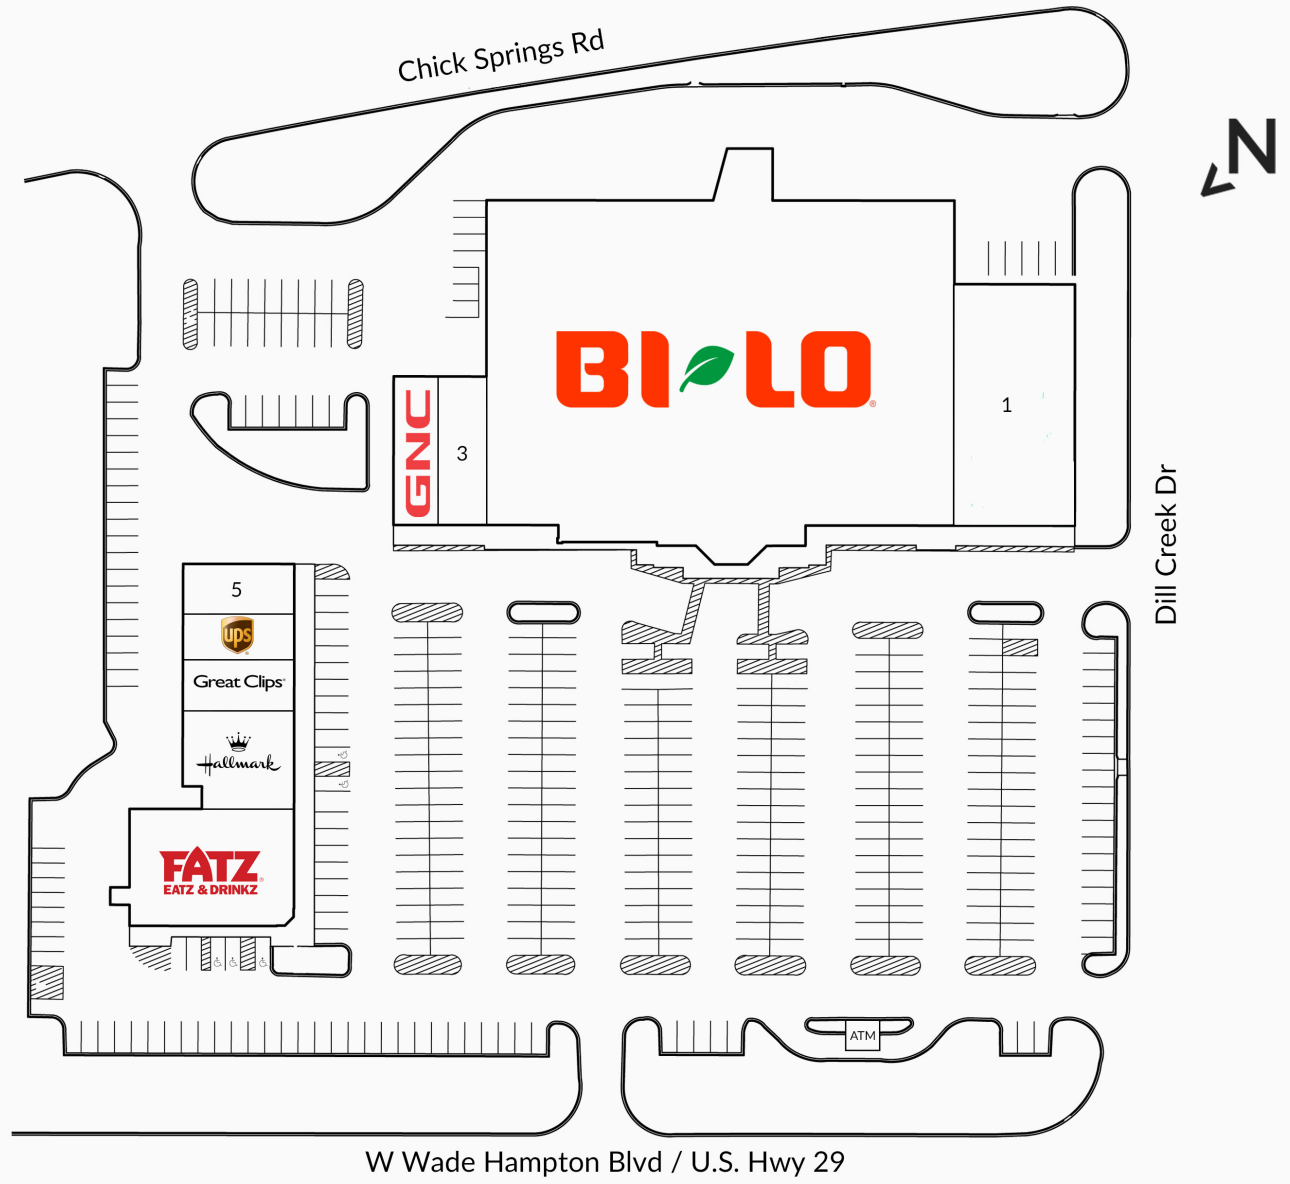 Chick Springs Rd
N
BI LO®
1
GNC
3
Dill Creek Dr
5
ups
Great Clips
Hallmark
FATZ
EATZ & DRINKZ
ATM
W Wade Hampton Blvd / U.S. Hwy 29